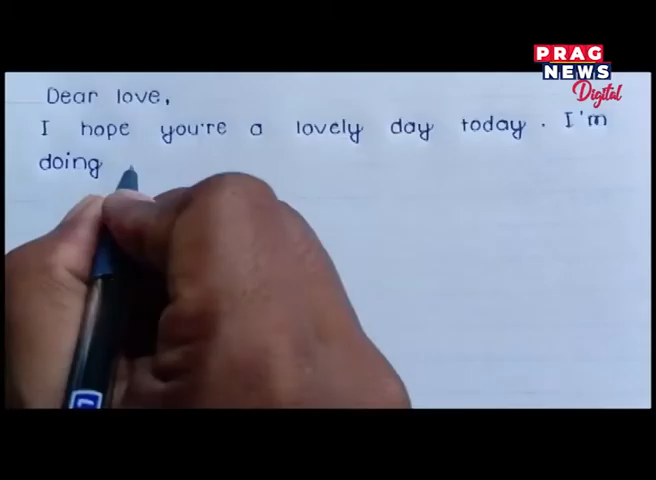 PRAG
NEWS
Digital
Dear love,
I hope you're a lovely day today. I'm
doing